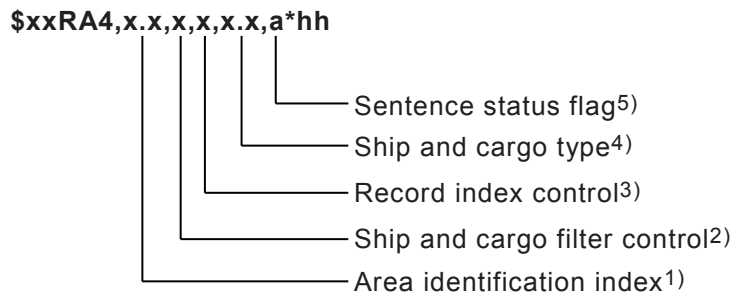 $xxRA4,x.x,x,x,x.x,a*hh
Sentence status flag5)
Ship and cargo type4)
Record index control3)
Ship and cargo filter control2)
Area identification index1)